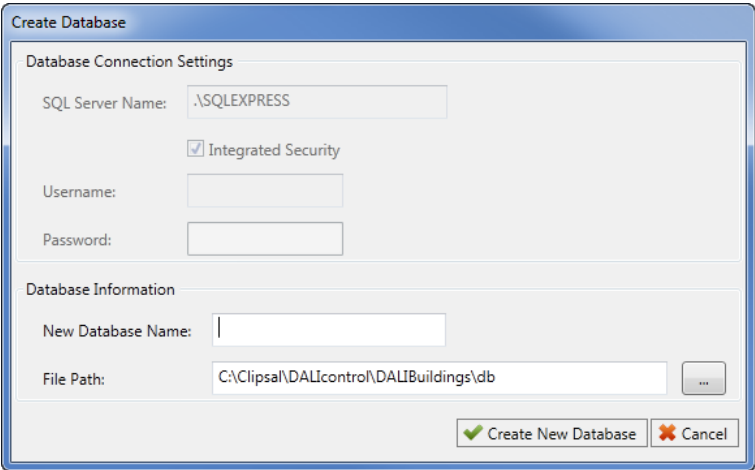 Create Database
Database Connection Settings
SQL Server Name: .\SQLEXPRESS
Integrated Security
Username:
Password:
Database Information
New Database Name:
File Path: C:\Clipsal\DALIcontrol\DALIBuildings\db ...
Create New Database Cancel